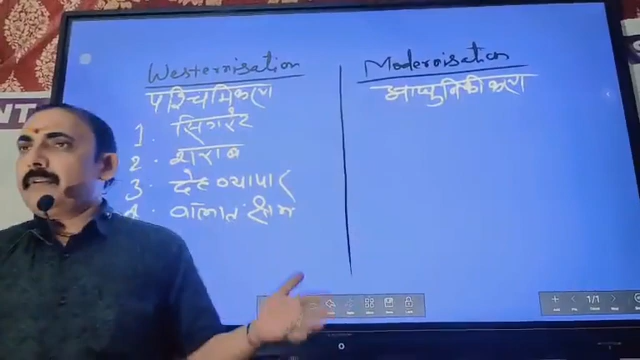 Westernisation
पश्चिमिकरण
1. सिगरेट
2. शराब
3. देहव्यापार
4.
Modernisation
आधुनिकीकरण
1/1